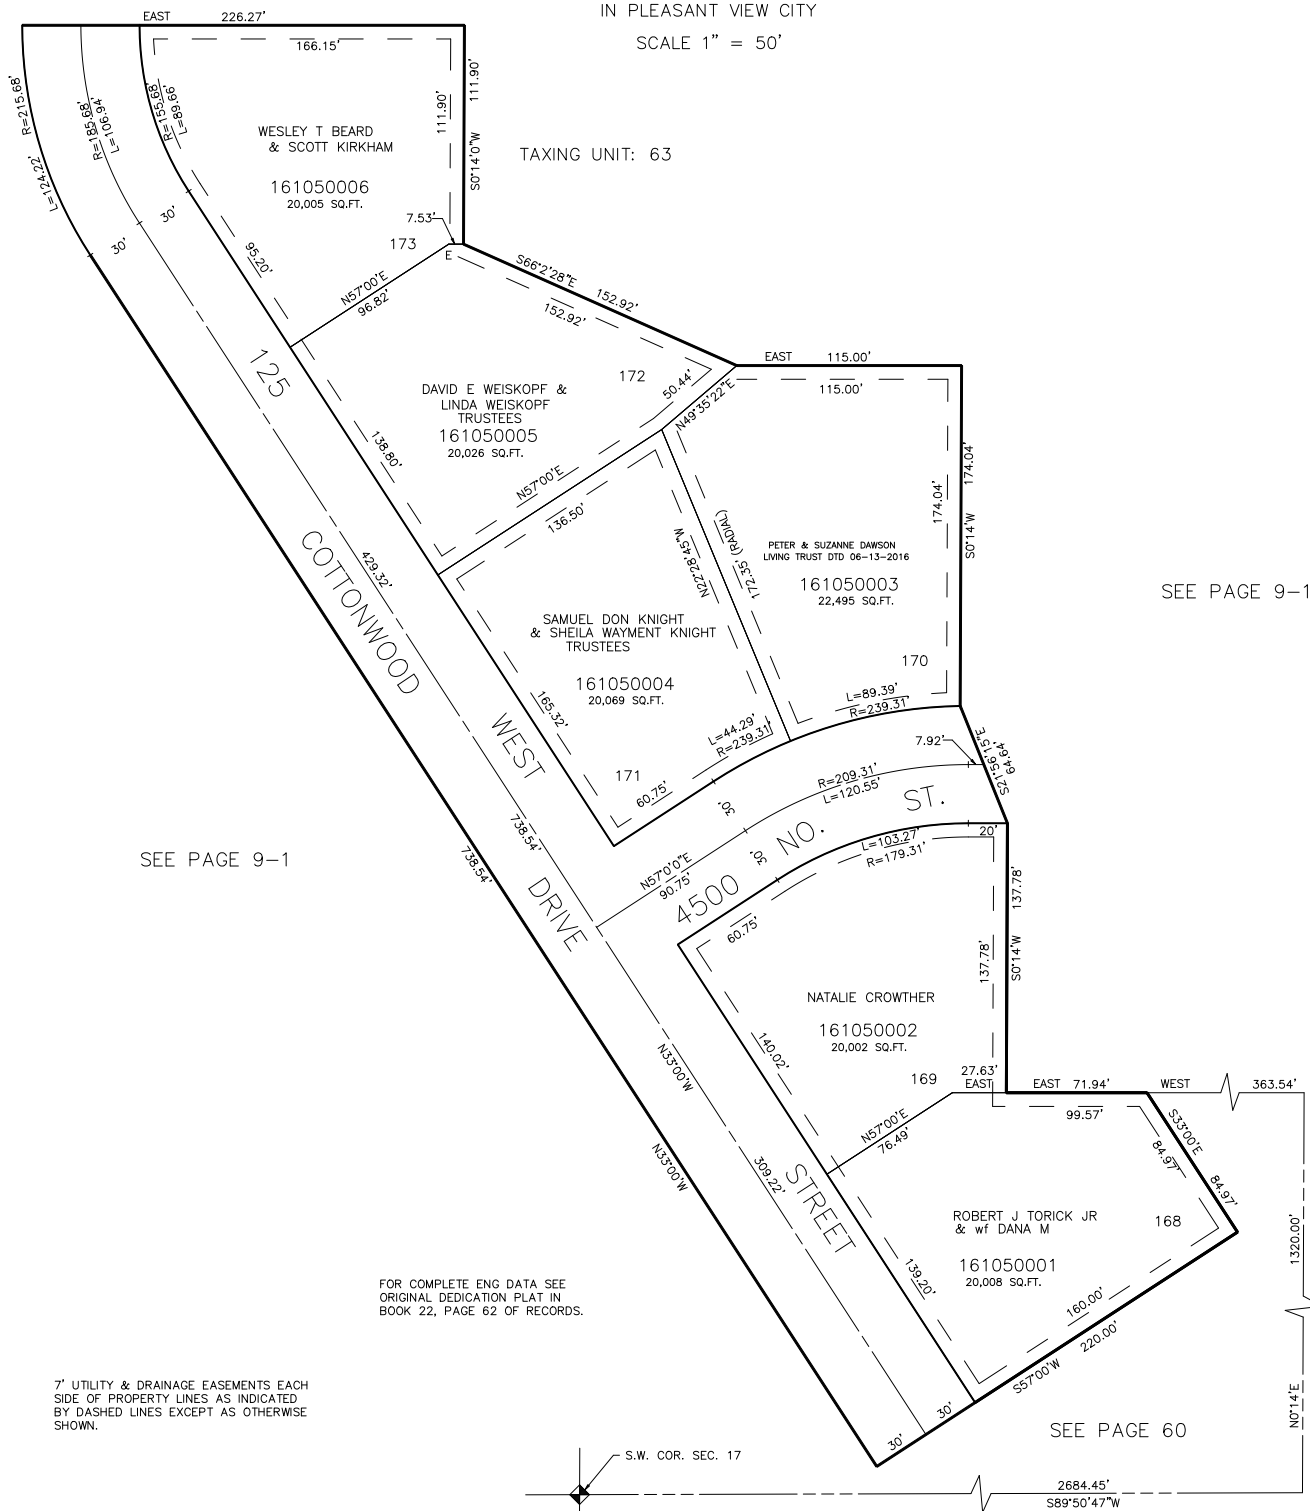 IN PLEASANT VIEW CITY
SCALE 1" = 50'
EAST 226.27'
166.15'
R=215.68'
L=124.22'
R=185.68'
L=106.94'
R=155.68'
L=89.66'
111.90'
111.90'
S0°14'0"W
WESLEY T BEARD
& SCOTT KIRKHAM
161050006
20,005 SQ.FT.
TAXING UNIT: 63
30'
30'
7.53'
173
E
95.20'
N57°00'E
96.82'
S66°2'28"E
152.92'
152.92'
125
172
50.44'
N49°35'22"E
EAST 115.00'
115.00'
DAVID E WEISKOPF &
LINDA WEISKOPF
TRUSTEES
161050005
20,026 SQ.FT.
138.80'
N57°00'E
136.50'
174.04'
174.04'
S0°14'W
COTTONWOOD
429.32'
N22°28'45"W
172.35 (RADIAL)
PETER & SUZANNE DAWSON
LIVING TRUST DTD 06-13-2016
161050003
22,495 SQ.FT.
SEE PAGE 9-1
SAMUEL DON KNIGHT
& SHEILA WAYMENT KNIGHT
TRUSTEES
161050004
20,069 SQ.FT.
170
165.32'
L=89.39'
R=239.31'
L=44.29'
R=239.31'
WEST
171
60.75'
7.92'
S21°56'15"E
64.64'
R=209.31'
L=120.55'
30'
30'
4500 NO. ST.
20'
L=103.27'
R=179.31'
738.54'
738.54'
SEE PAGE 9-1
N57°0'0"E
90.75'
DRIVE
60.75'
137.78'
137.78'
S0°14'W
NATALIE CROWTHER
161050002
20,002 SQ.FT.
140.02'
N33°00'W
169
27.63'
EAST
EAST 71.94'
WEST
363.54'
99.57'
N57°00'E
76.49'
S33°00'E
84.97'
84.97'
N33°00'W
309.22'
STREET
ROBERT J TORICK JR
& wf DANA M
168
161050001
20,008 SQ.FT.
1320.00'
139.20'
160.00'
220.00'
S57°00'W
FOR COMPLETE ENG DATA SEE
ORIGINAL DEDICATION PLAT IN
BOOK 22, PAGE 62 OF RECORDS.
7' UTILITY & DRAINAGE EASEMENTS EACH
SIDE OF PROPERTY LINES AS INDICATED
BY DASHED LINES EXCEPT AS OTHERWISE
SHOWN.
30'
30'
N0°14'E
SEE PAGE 60
S.W. COR. SEC. 17
2684.45'
S89°50'47"W